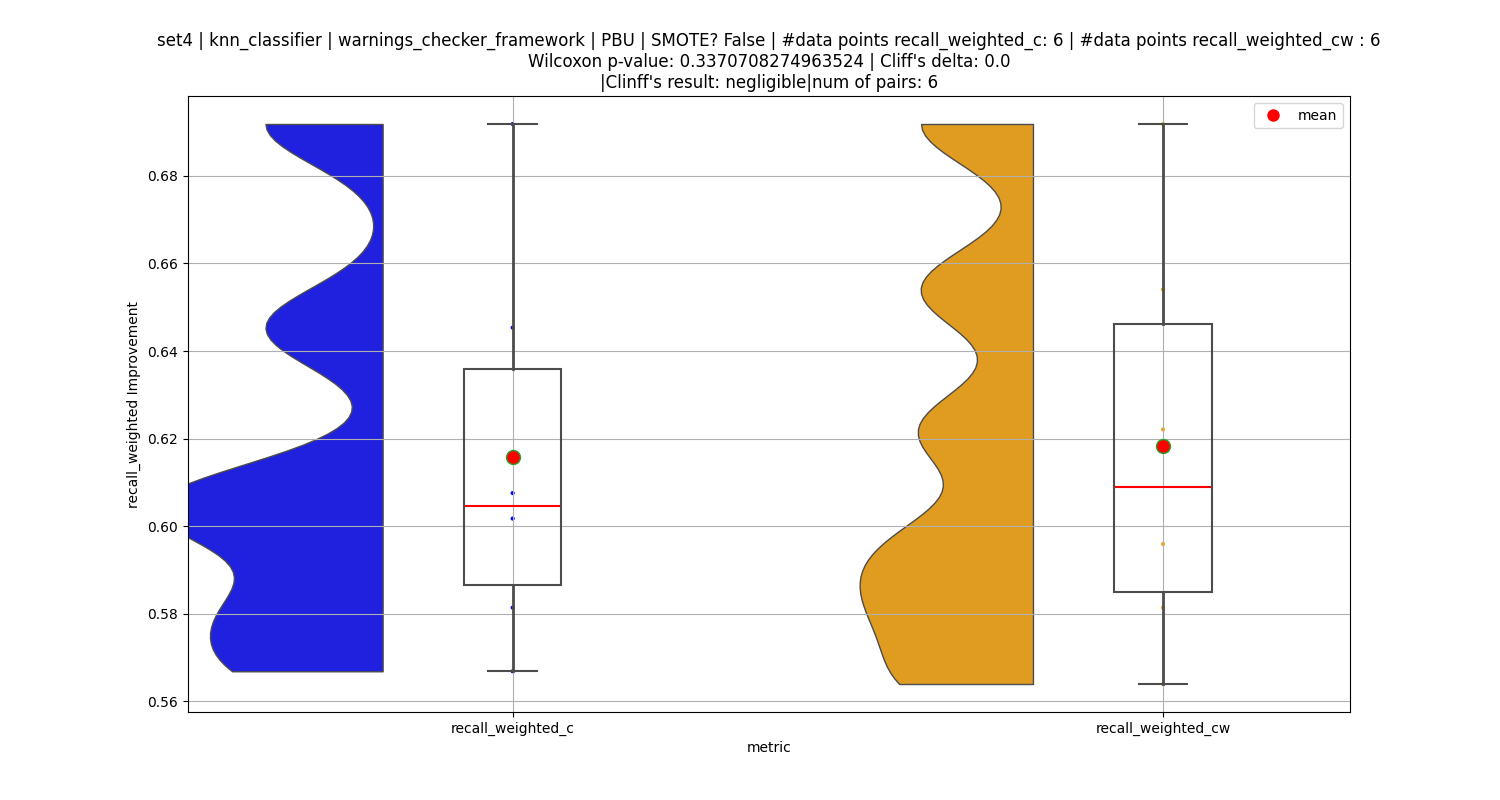 set4 | knn_classifier | warnings_checker_framework | PBU | SMOTE? False | #data points recall_weighted_c: 6 | #data points recall_weighted_cw : 6
Wilcoxon p-value: 0.3370708274963524 | Cliff's delta: 0.0
|Clinff's result: negligible|num of pairs: 6
mean
0.68
0.66
0.64
0.62
0.60
0.58
0.56
recall_weighted Improvement
recall_weighted_c
recall_weighted_cw
metric